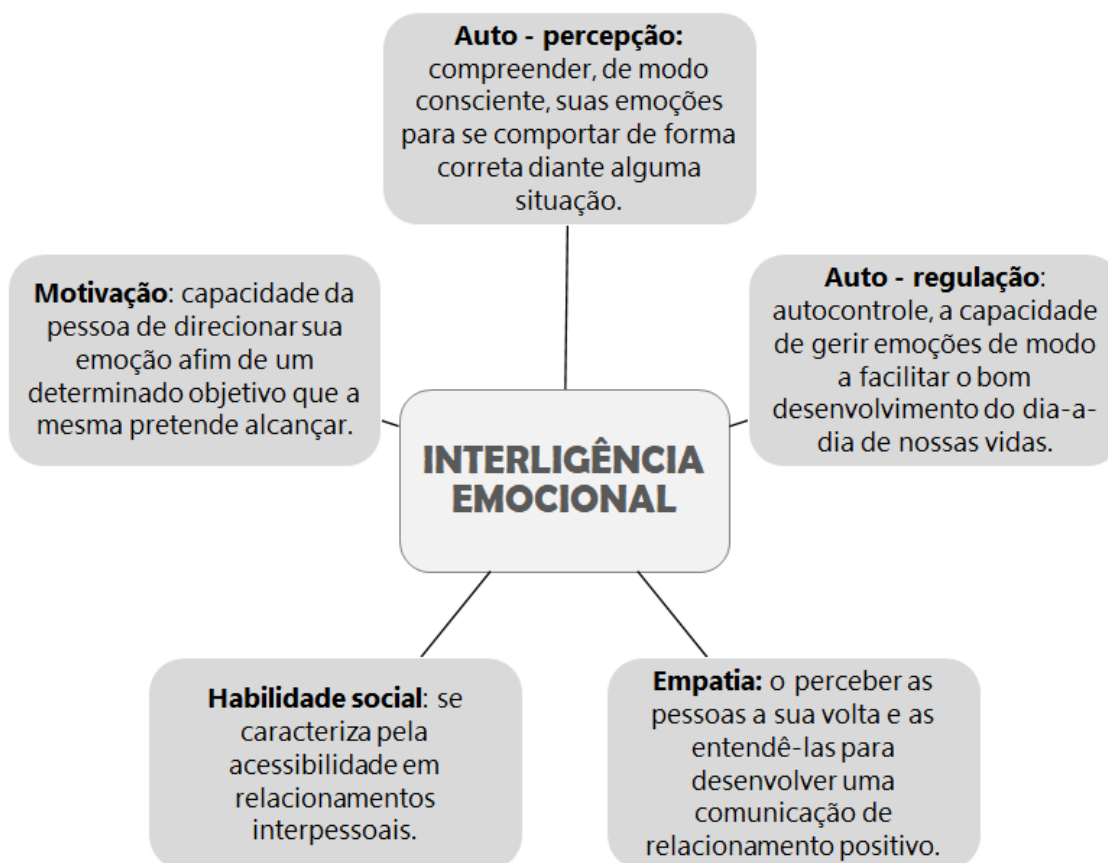 Auto - percepção:
compreender, de modo
consciente, suas emoções
para se comportar de forma
correta diante alguma
situação.
Motivação: capacidade da
pessoa de direcionar sua
emoção afim de um
determinado objetivo que a
mesma pretende alcançar.
Auto - regulação:
autocontrole, a capacidade
de gerir emoções de modo
a facilitar o bom
desenvolvimento do dia-a-
dia de nossas vidas.
INTERLIGÊNCIA
EMOCIONAL
Habilidade social: se
caracteriza pela
acessibilidade em
relacionamentos
interpessoais.
Empatia: o perceber as
pessoas a sua volta e as
entendê-las para
desenvolver uma
comunicação de
relacionamento positivo.